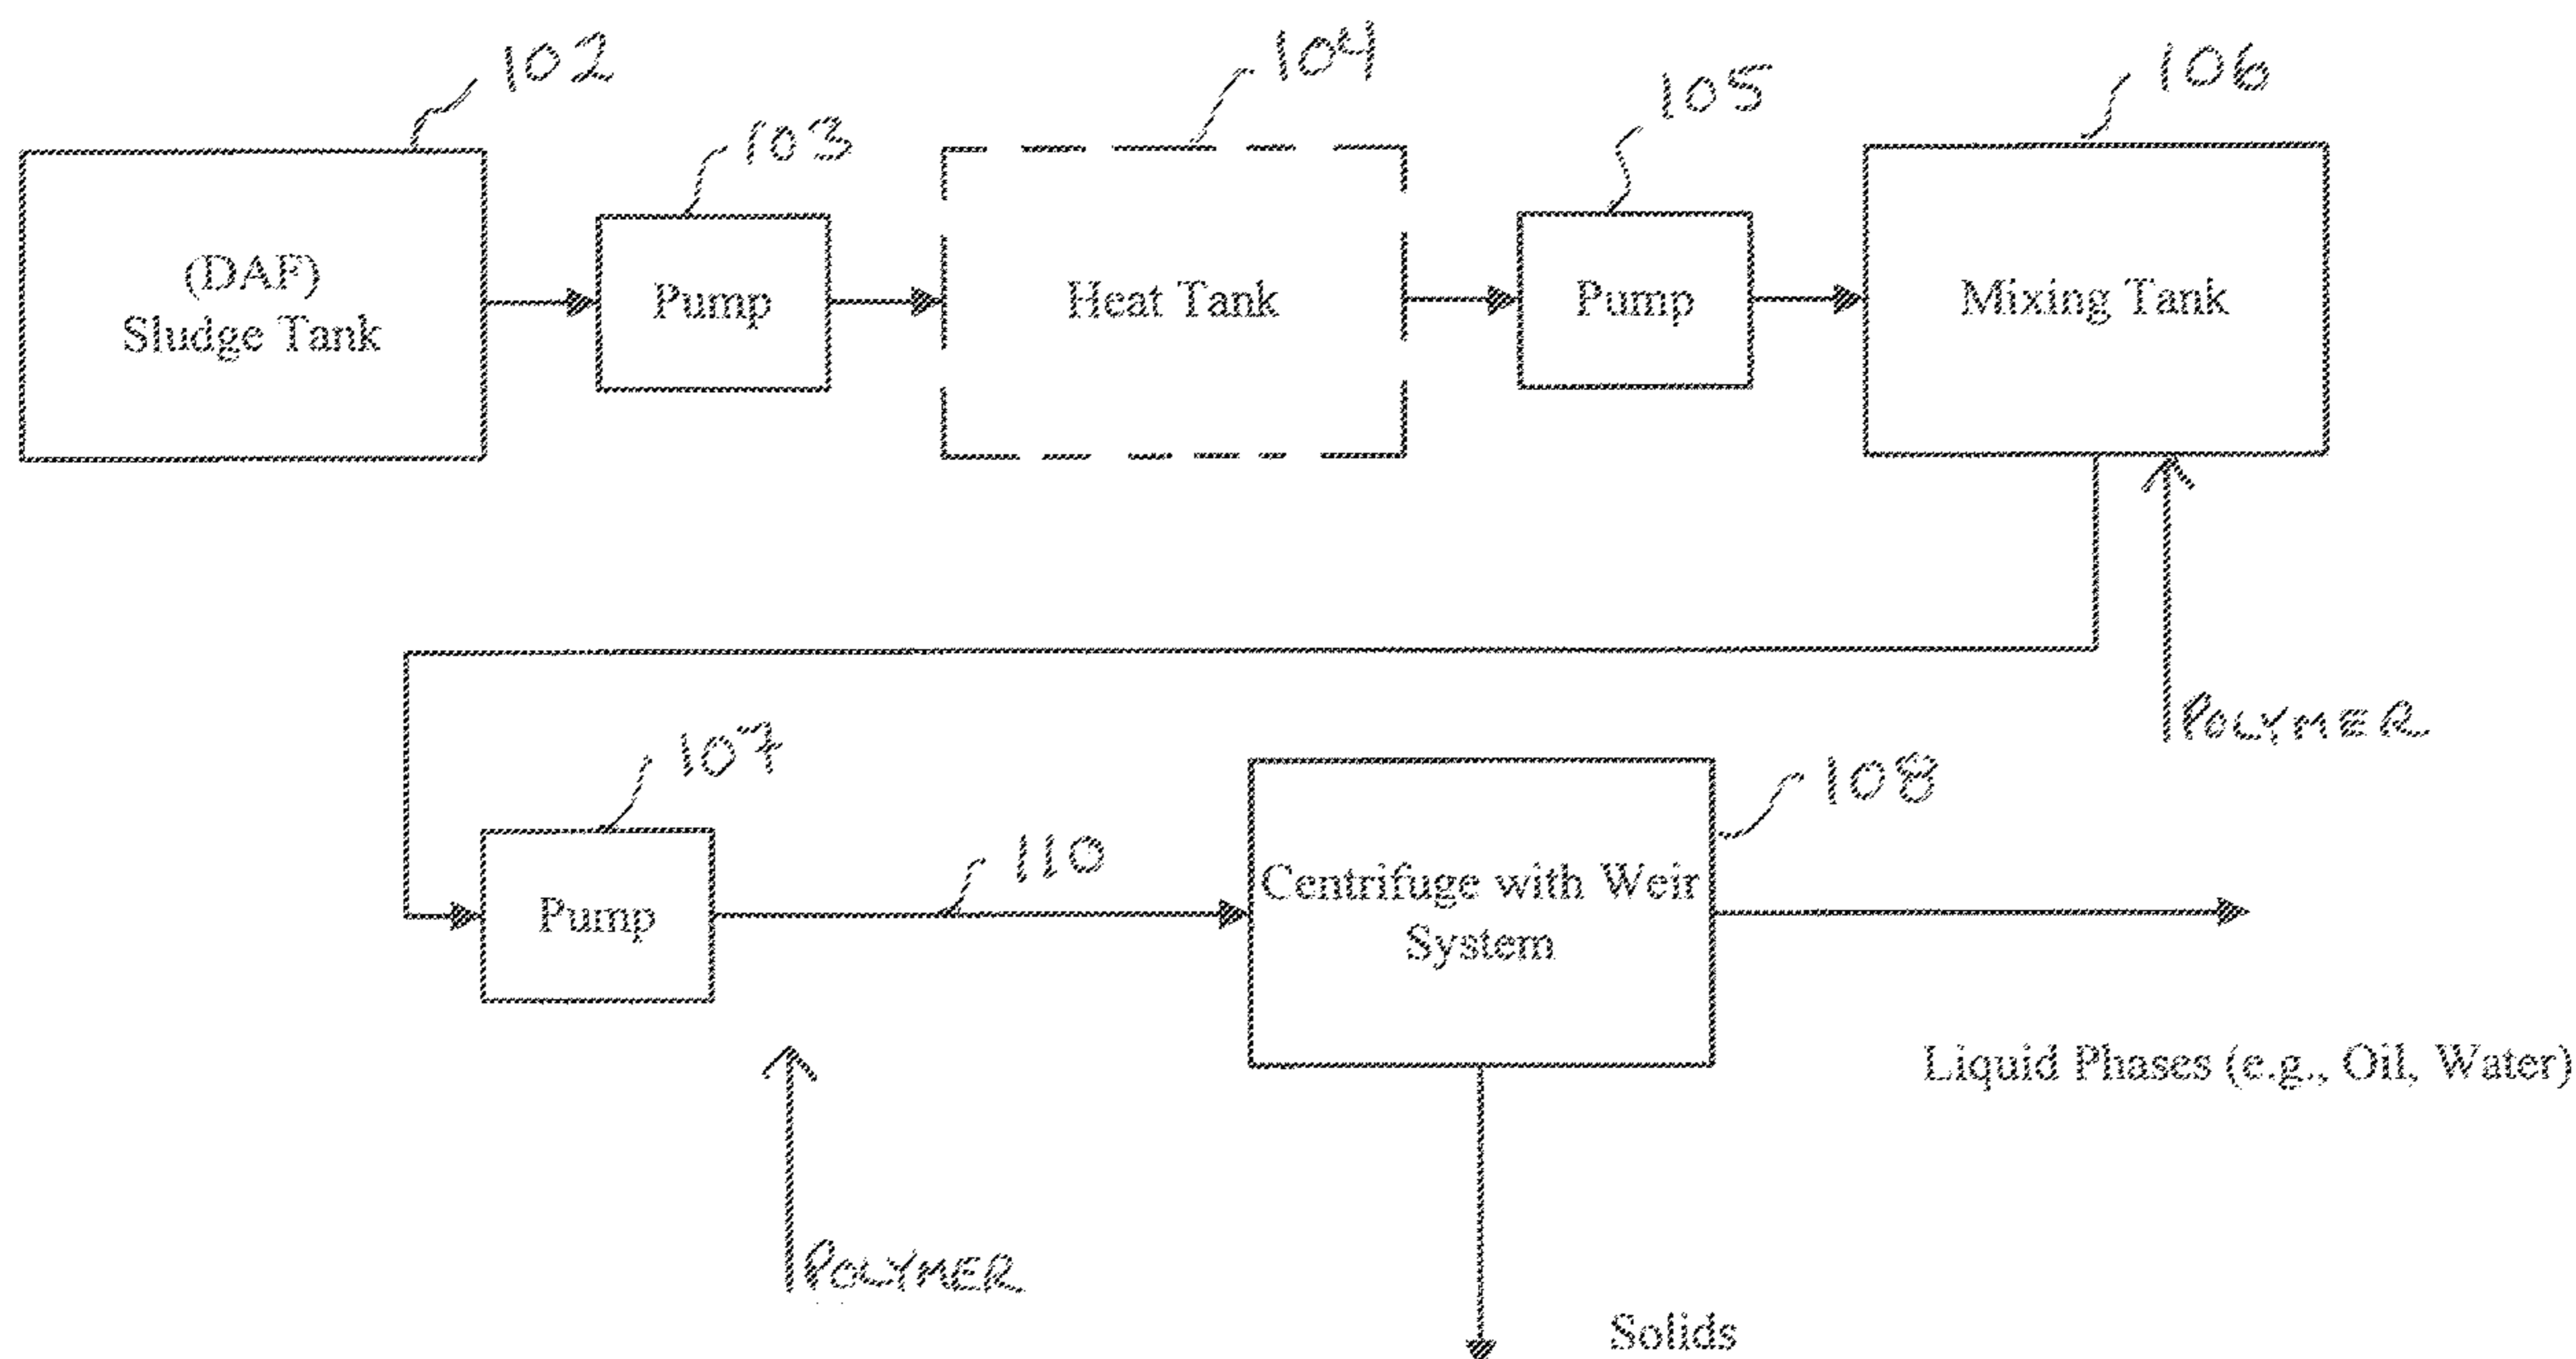 102
103
104
105
106
(DAF)
Sludge Tank
Pump
Heat Tank
Pump
Mixing Tank
POLYMER
107
110
108
Pump
Centrifuge with Weir
System
Liquid Phases (e.g., Oil, Water)
POLYMER
Solids